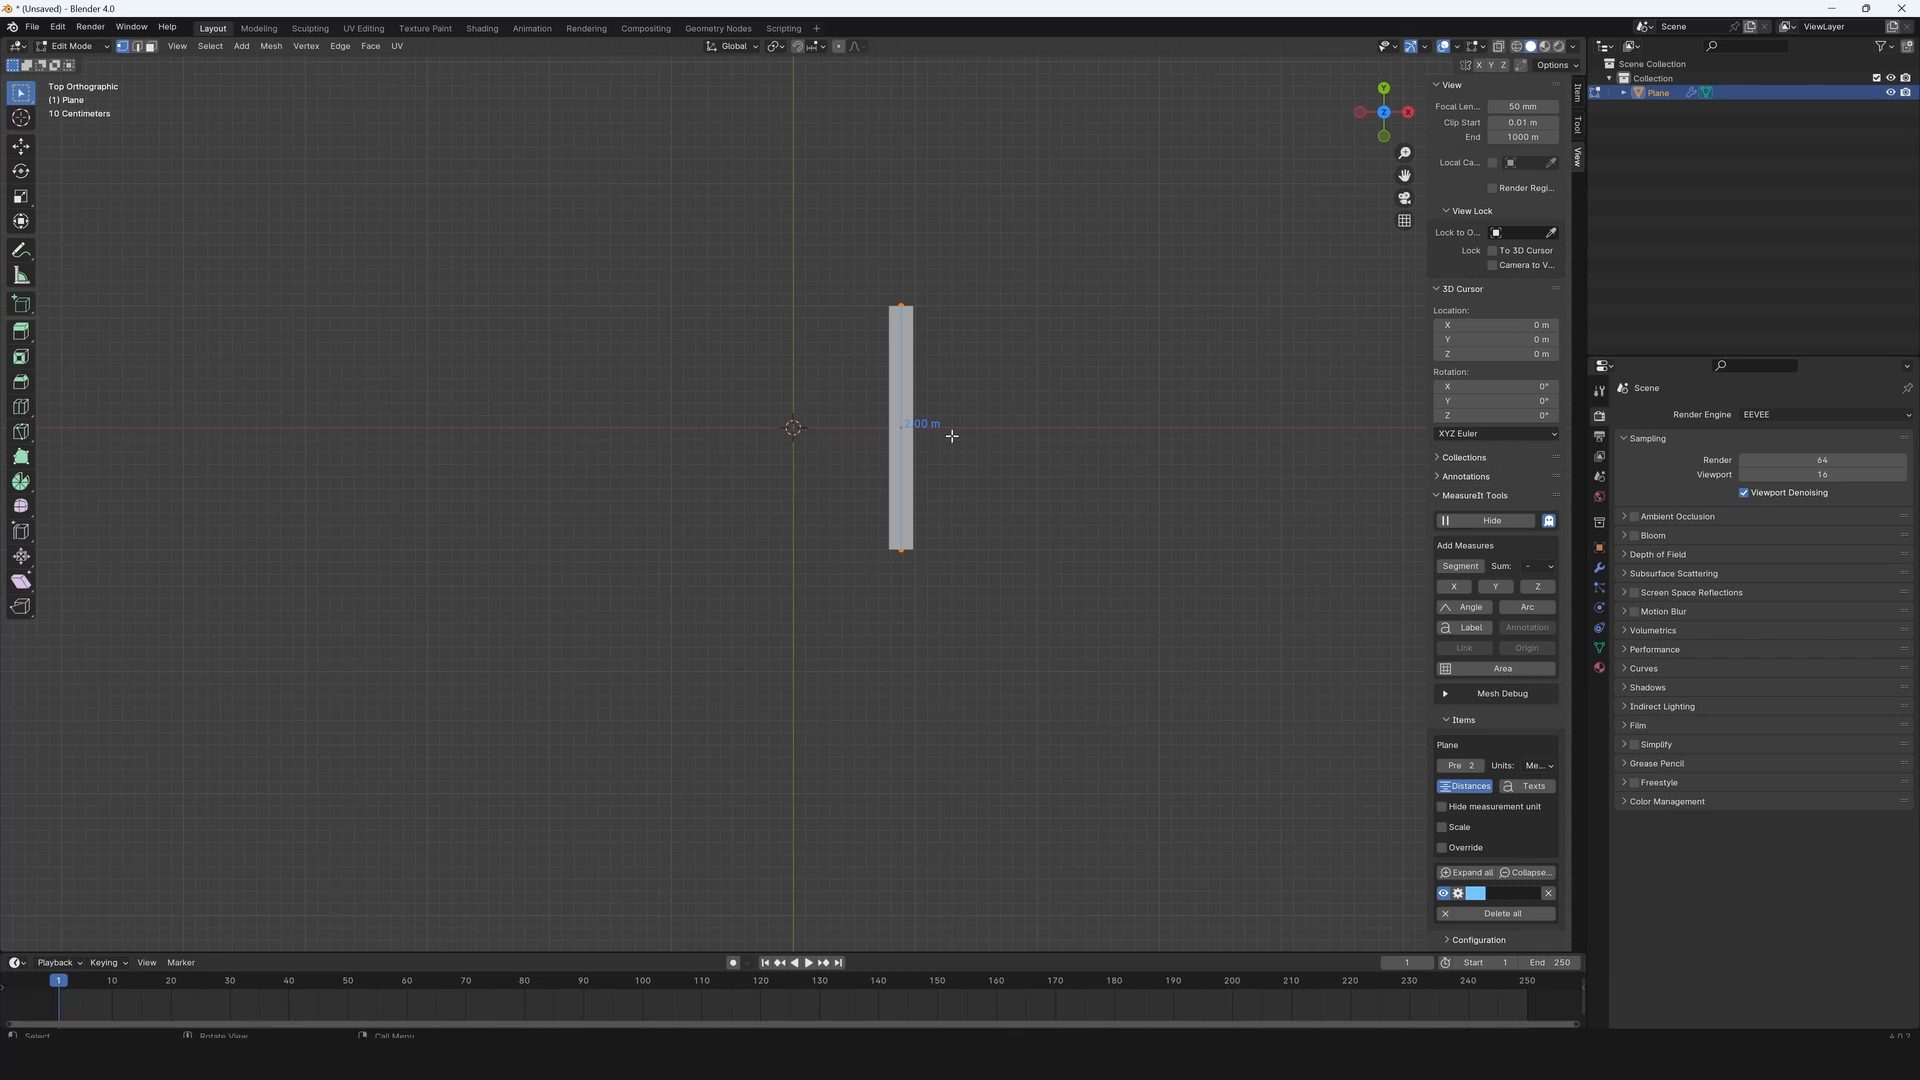 * (Unsaved) - Blender 4.0
File Edit Render Window Help Layout Modeling Sculpting UV Editing Texture Paint Shading Animation Rendering Compositing Geometry Nodes Scripting + Scene ViewLayer
Edit Mode View Select Add Mesh Vertex Edge Face UV Global
X Y Z Options
Top Orthographic
(1) Plane
10 Centimeters
2.00 m
Y
Z X
Item
Tool
View
View
Focal Len... 50 mm
Clip Start 0.01 m
End 1000 m
Local Ca...
Render Regi...
View Lock
Lock to O...
Lock To 3D Cursor
Camera to V...
3D Cursor
Location:
X 0 m
Y 0 m
Z 0 m
Rotation:
X 0°
Y 0°
Z 0°
XYZ Euler
Collections
Annotations
MeasureIt Tools
Hide
Add Measures
Segment Sum: -
X Y Z
Angle Arc
Label Annotation
Link Origin
Area
Mesh Debug
Items
Plane
Pre 2 Units: Me...
Distances Texts
Hide measurement unit
Scale
Override
Expand all Collapse...
Delete all
Configuration
Scene Collection
Collection
Plane
Scene
Render Engine EEVEE
Sampling
Render 64
Viewport 16
Viewport Denoising
Ambient Occlusion
Bloom
Depth of Field
Subsurface Scattering
Screen Space Reflections
Motion Blur
Volumetrics
Performance
Curves
Shadows
Indirect Lighting
Film
Simplify
Grease Pencil
Freestyle
Color Management
Playback Keying View Marker 1 Start 1 End 250
1 10 20 30 40 50 60 70 80 90 100 110 120 130 140 150 160 170 180 190 200 210 220 230 240 250
Select Rotate View Call Menu 4.0.2